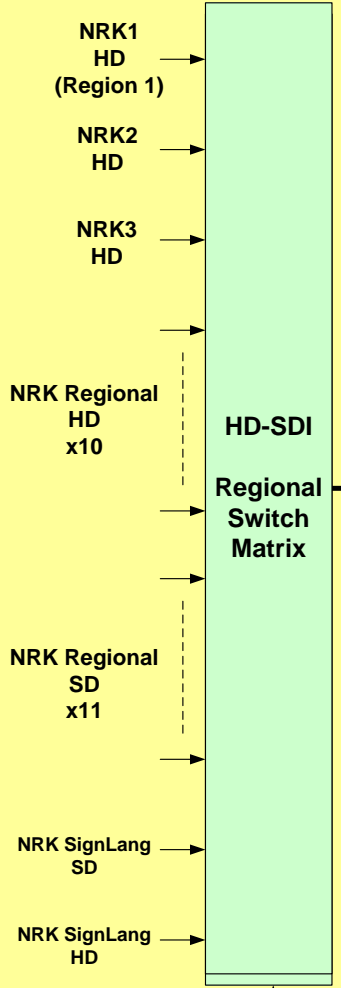 NRK1
HD
(Region 1)
NRK2
HD
NRK3
HD
NRK Regional
HD
x10
HD-SDI
Regional
Switch
Matrix
NRK Regional
SD
x11
NRK SignLang
SD
NRK SignLang
HD